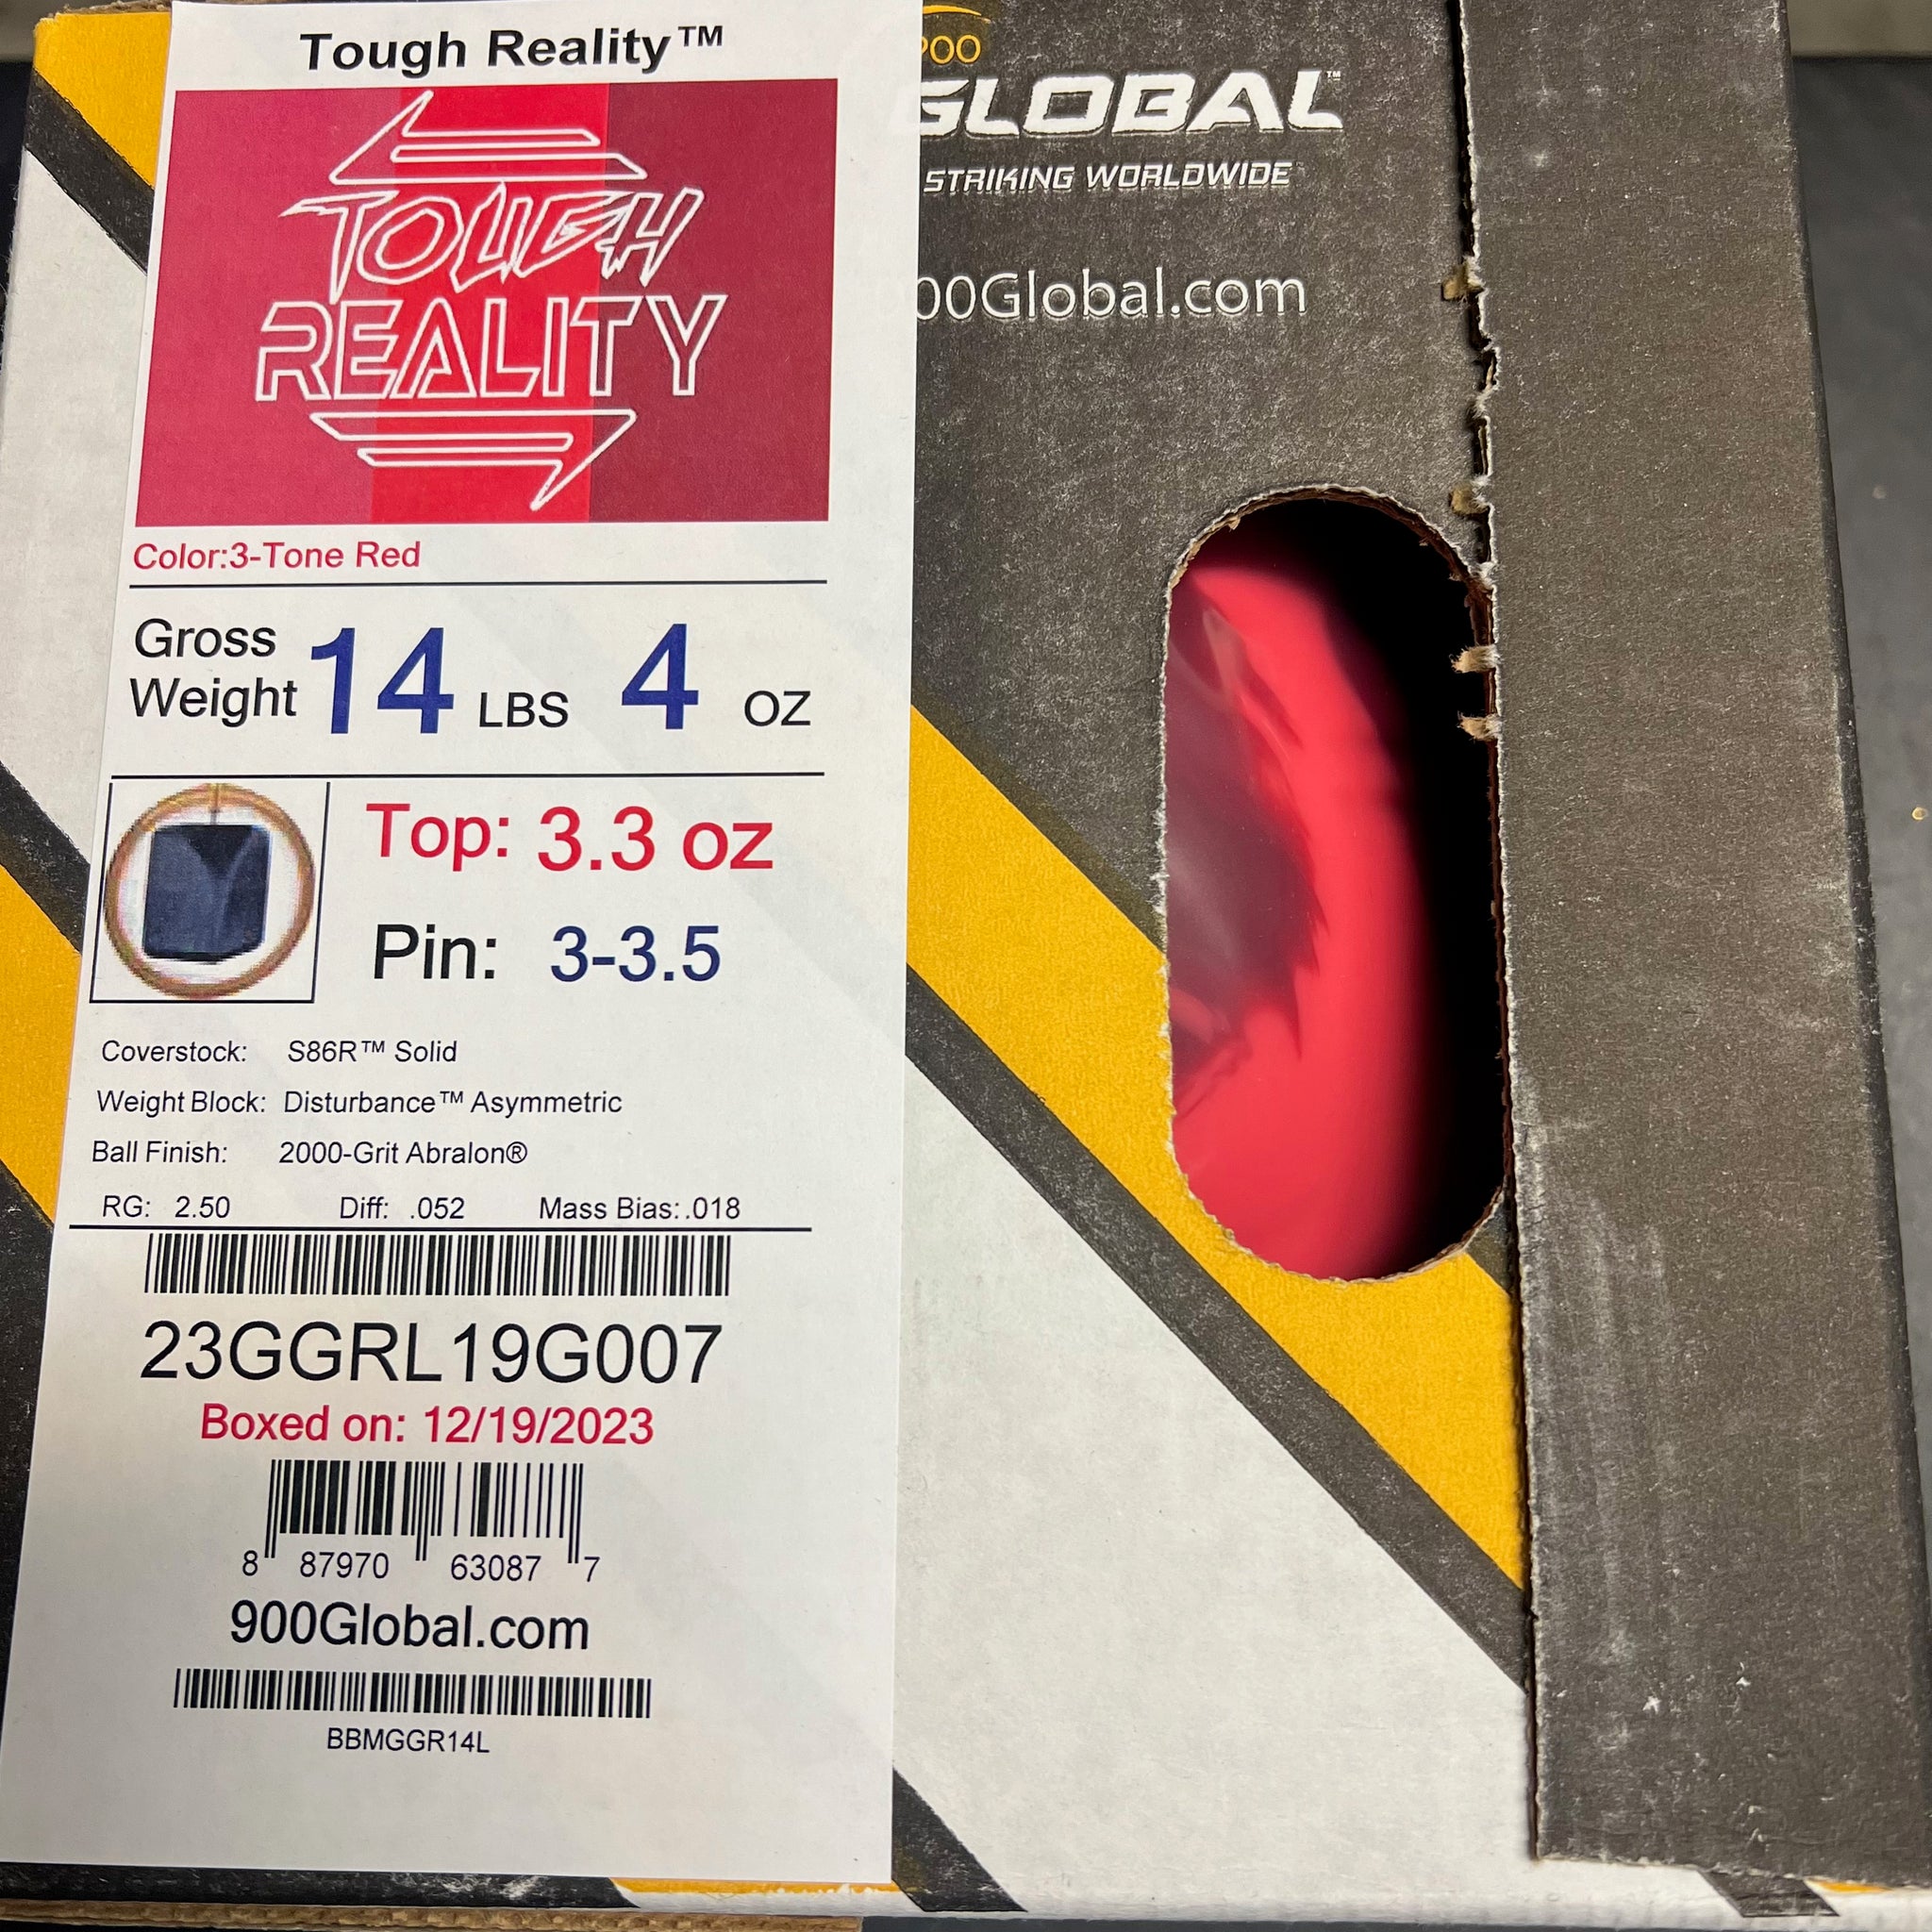 Tough Reality™
TOUGH
REALITY
Color:3-Tone Red
Gross Weight 14 LBS 4 OZ
Top: 3.3 oz
Pin: 3-3.5
Coverstock: S86R™ Solid
Weight Block: Disturbance™ Asymmetric
Ball Finish: 2000-Grit Abralon®
RG: 2.50 Diff: .052 Mass Bias:.018
23GGRL19G007
Boxed on: 12/19/2023
8 87970 63087 7
900Global.com
BBMGGR14L
00
GLOBAL™
STRIKING WORLDWIDE
00Global.com